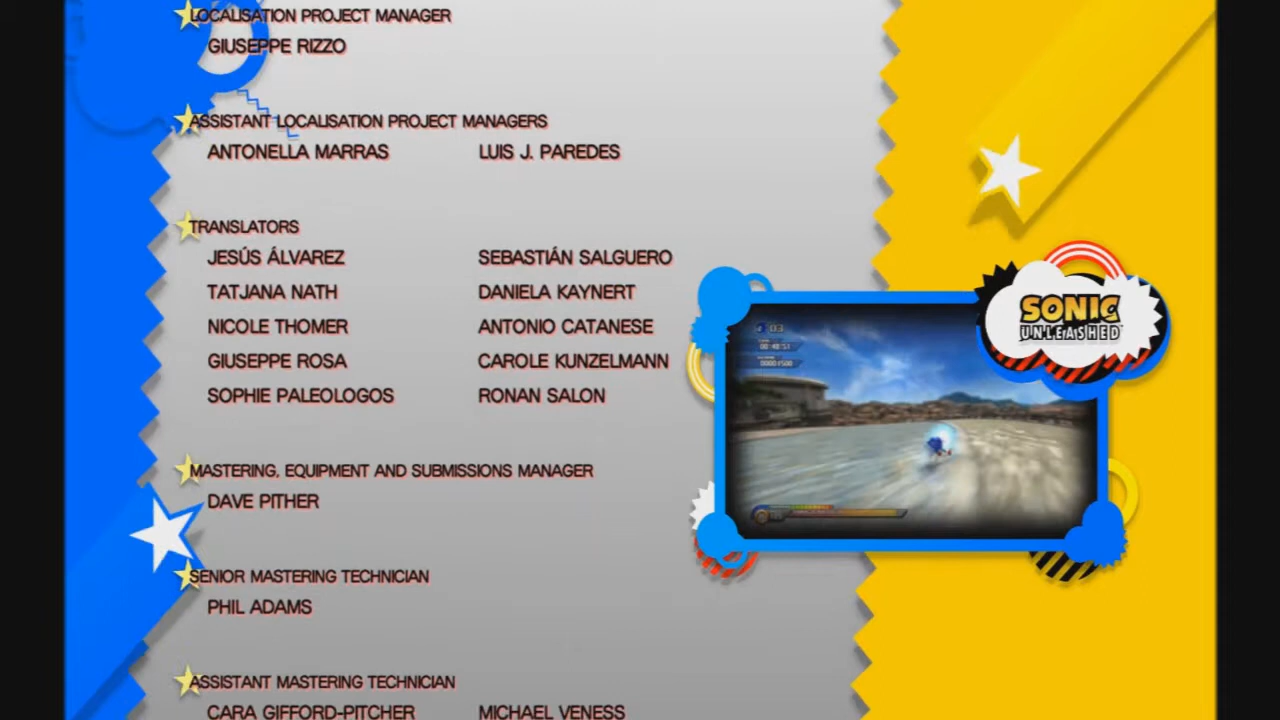 LOCALISATION PROJECT MANAGER
GIUSEPPE RIZZO
ASSISTANT LOCALISATION PROJECT MANAGERS
ANTONELLA MARRAS LUIS J. PAREDES
TRANSLATORS
JESÚS ÁLVAREZ SEBASTIÁN SALGUERO
TATJANA NATH DANIELA KAYNERT
NICOLE THOMER ANTONIO CATANESE
GIUSEPPE ROSA CAROLE KUNZELMANN
SOPHIE PALEOLOGOS RONAN SALON
MASTERING, EQUIPMENT AND SUBMISSIONS MANAGER
DAVE PITHER
SENIOR MASTERING TECHNICIAN
PHIL ADAMS
ASSISTANT MASTERING TECHNICIAN
CARA GIFFORD-PITCHER MICHAEL VENESS
SONIC
UNLEASHED
03